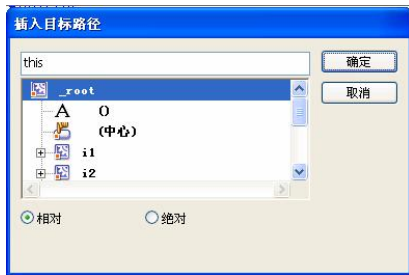 插入目标路径
this
确定
_root
取消
A ()
(中心)
i1
i2
相对 绝对